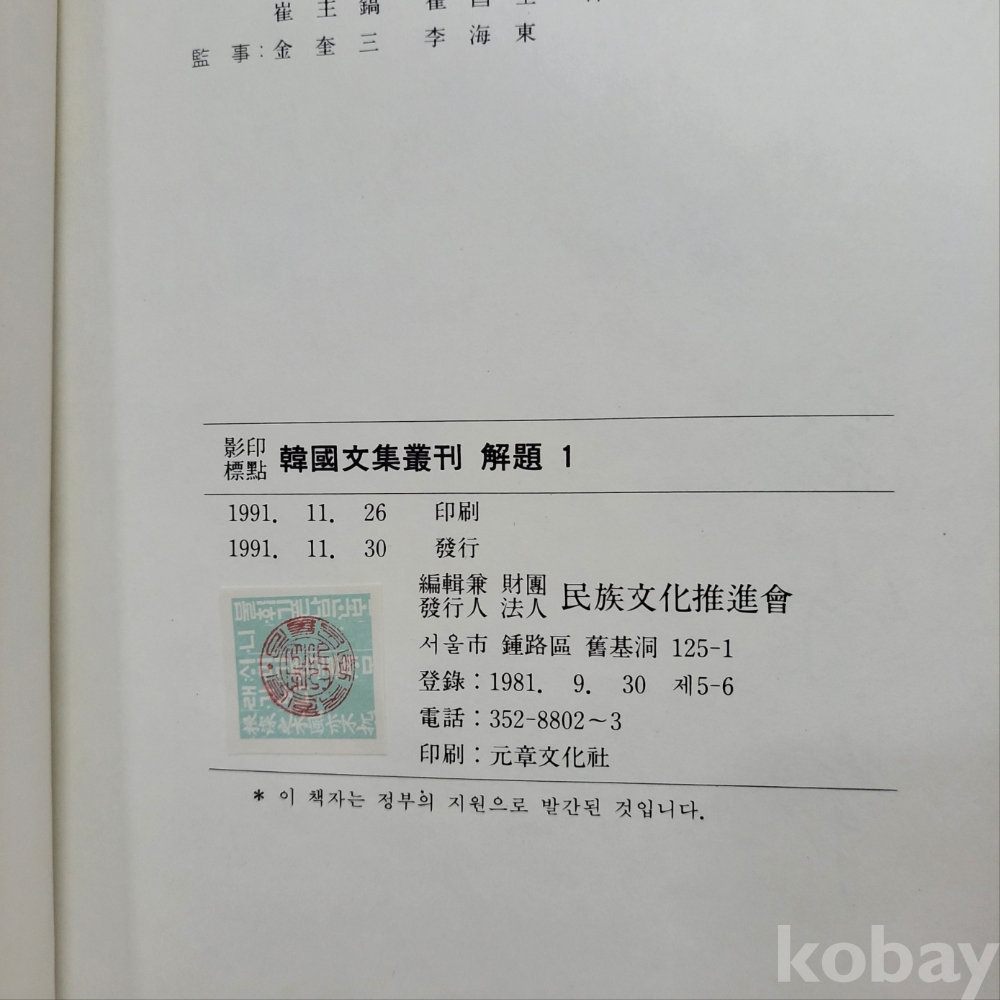 崔
監 事 : 金 奎 三 李 海 東
影印 標點 韓國文集叢刊 解題 1
1991. 11. 26 印刷
1991. 11. 30 發行
編輯兼 財團
發行人 法人 民族文化推進會
서울市 鍾路區 舊基洞 125-1
登錄 : 1981. 9. 30 제5-6
電話 : 352-8802~3
印刷 : 元章文化社
* 이 책자는 정부의 지원으로 발간된 것입니다.
kobay